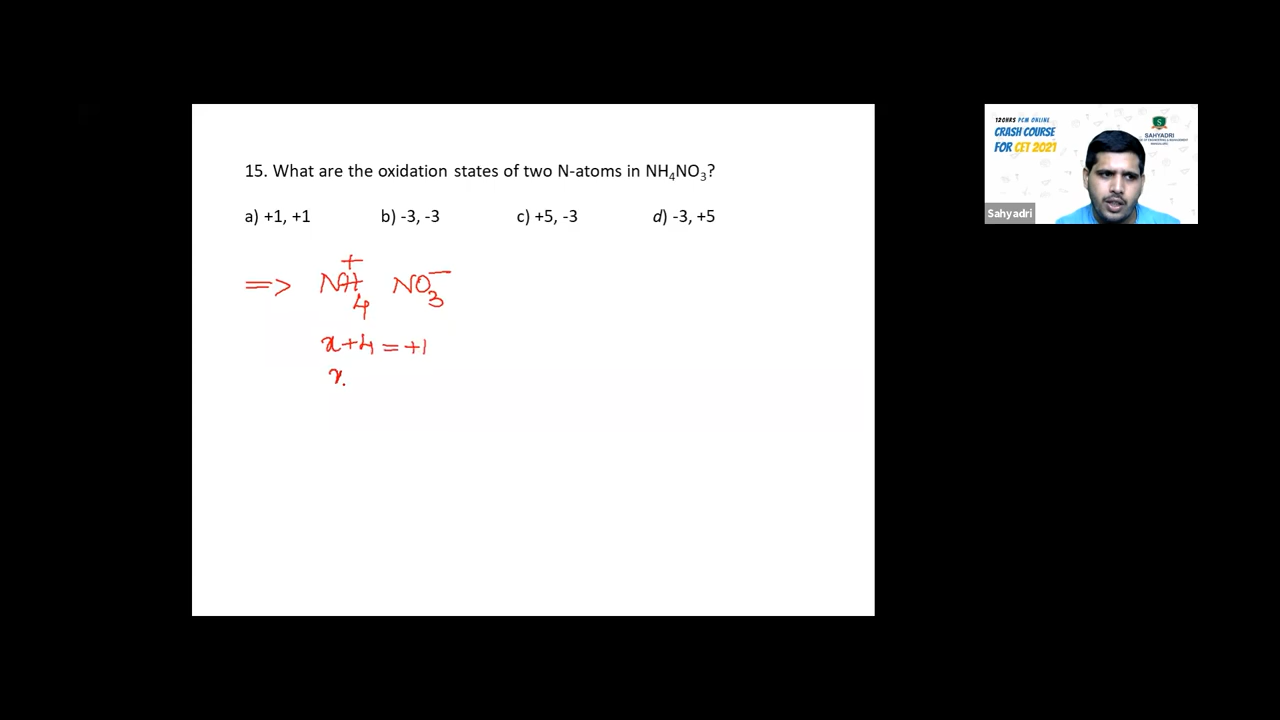 15. What are the oxidation states of two N-atoms in NH₄NO₃?
a) +1, +1 b) -3, -3 c) +5, -3 d) -3, +5
=> NH₄⁺ NO₃⁻
x+4 = +1
x
120HRS PCM ONLINE
CRASH COURSE
FOR CET 2021
S
SAHYADRI
Sahyadri